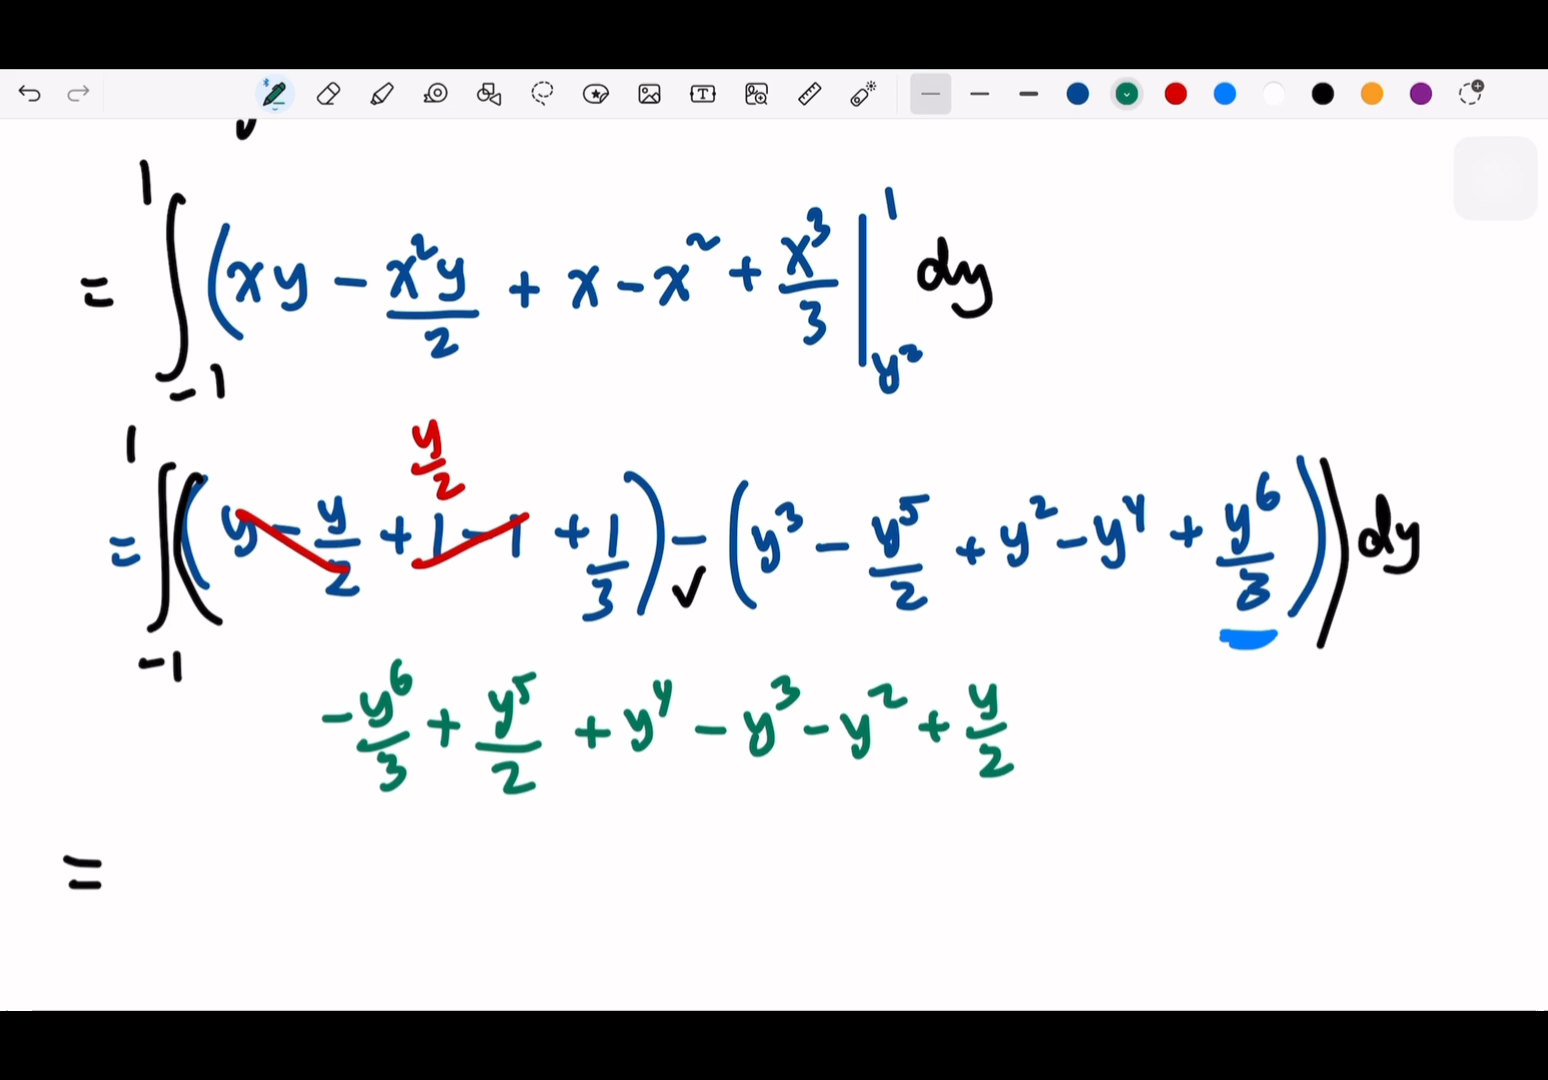 = ∫_{-1}^{1} (xy - x²y/2 + x - x² + x³/3 |_{y²}^{1} dy
y/2
= ∫_{-1}^{1} ((y - y/2 + 1 - 1 + 1/3) - (y³ - y⁵/2 + y² - y⁴ + y⁶/3)) dy
-y⁶/3 + y⁵/2 + y⁴ - y³ - y² + y/2
=